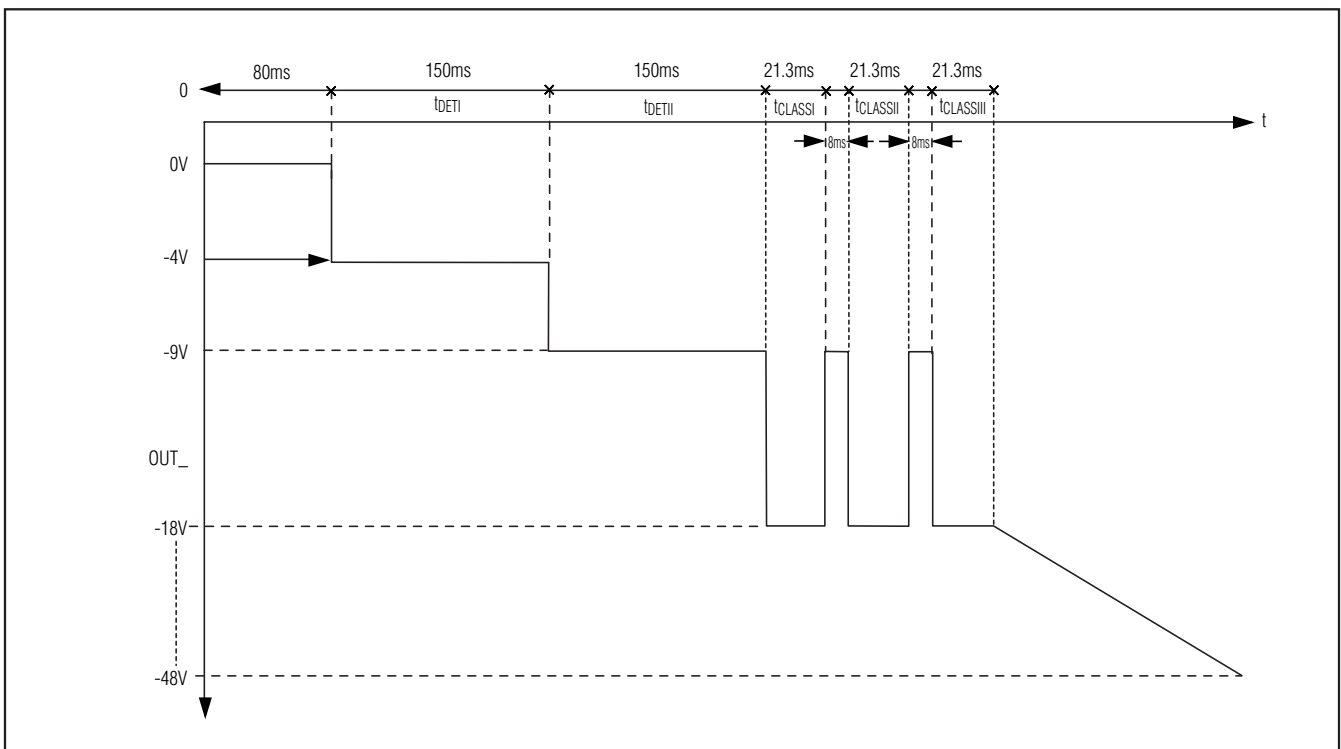 80ms 150ms 150ms 21.3ms 21.3ms 21.3ms
0
tDETI tDETII tCLASSI tCLASSII tCLASSIII
t
8ms 8ms
0V
-4V
-9V
OUT_
-18V
-48V